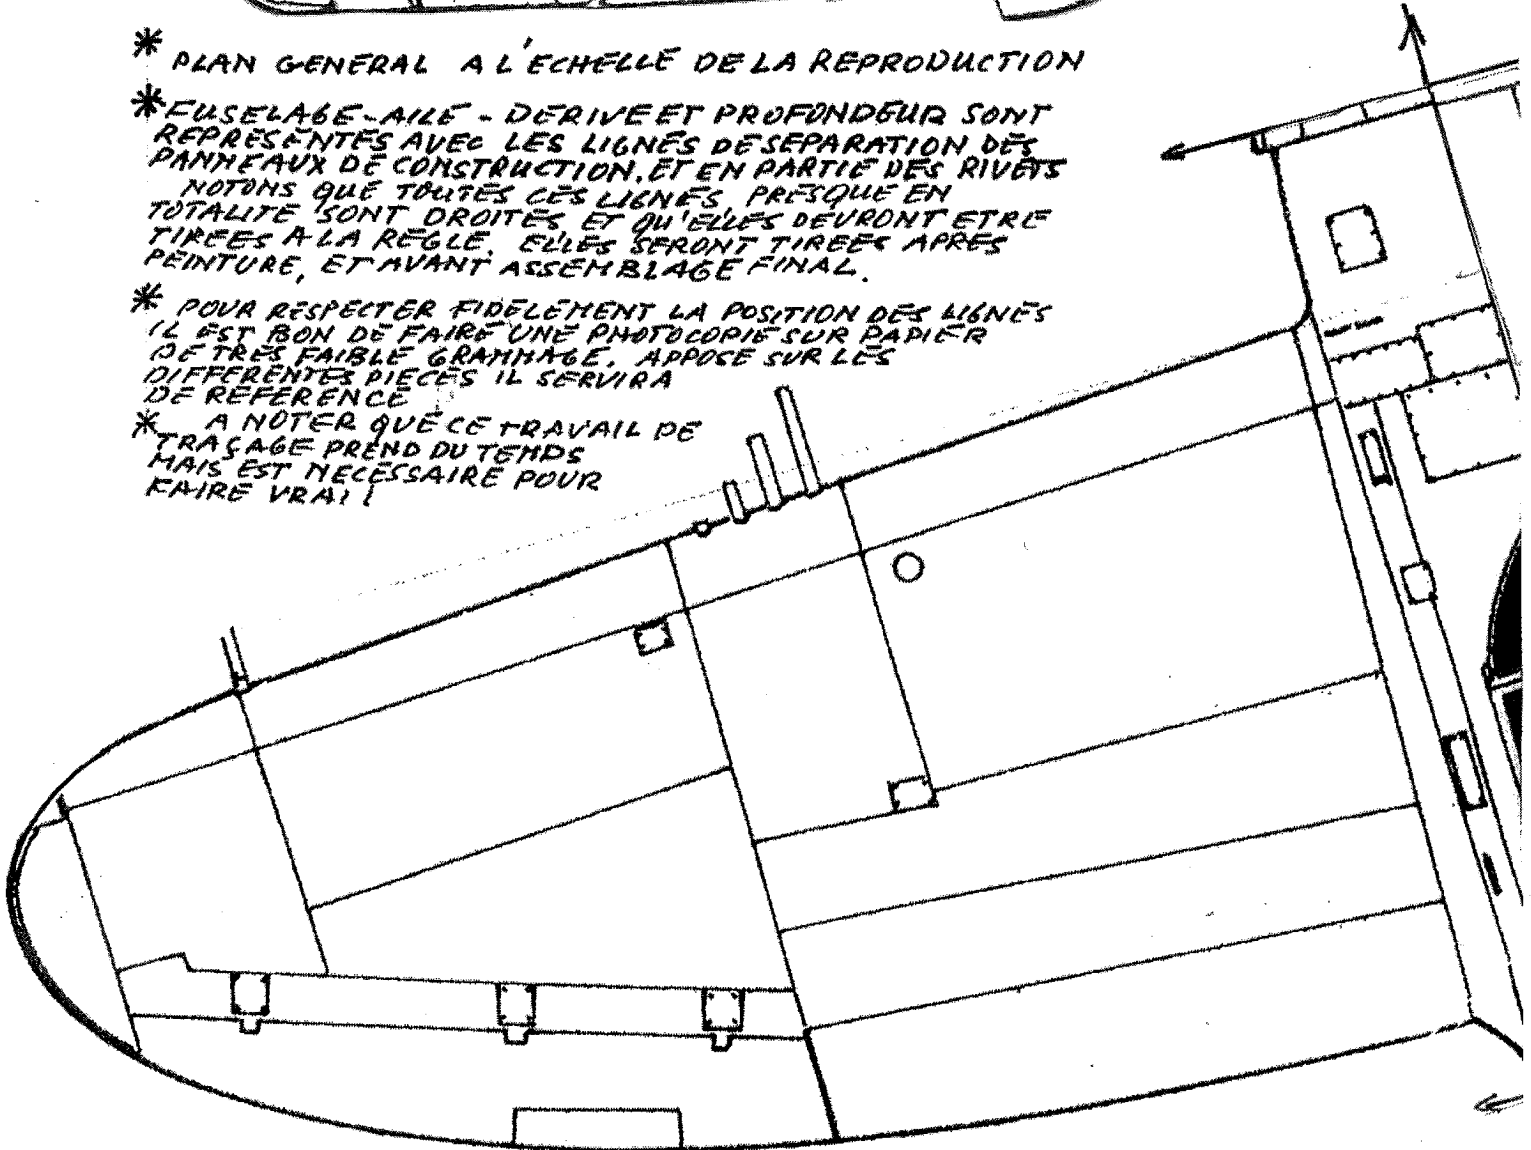 * PLAN GENERAL A L'ECHELLE DE LA REPRODUCTION
* FUSELAGE-AILE - DERIVE ET PROFONDEUR SONT
REPRESENTES AVEC LES LIGNES DE SEPARATION DES
PANNEAUX DE CONSTRUCTION, ET EN PARTIE DES RIVETS
NOTONS QUE TOUTES CES LIGNES PRESQUE EN
TOTALITE SONT DROITES ET QU'ELLES DEVRONT ETRE
TIREES A LA REGLE. ELLES SERONT TIREES APRES
PEINTURE, ET AVANT ASSEMBLAGE FINAL.
* POUR RESPECTER FIDELEMENT LA POSITION DES LIGNES
IL EST BON DE FAIRE UNE PHOTOCOPIE SUR PAPIER
DE TRES FAIBLE GRAMMAGE. APPOSE SUR LES
DIFFERENTES PIECES IL SERVIRA
DE REFERENCE
* A NOTER QUE CE TRAVAIL DE
TRAÇAGE PREND DU TEMPS
MAIS EST NECESSAIRE POUR
FAIRE VRAI !